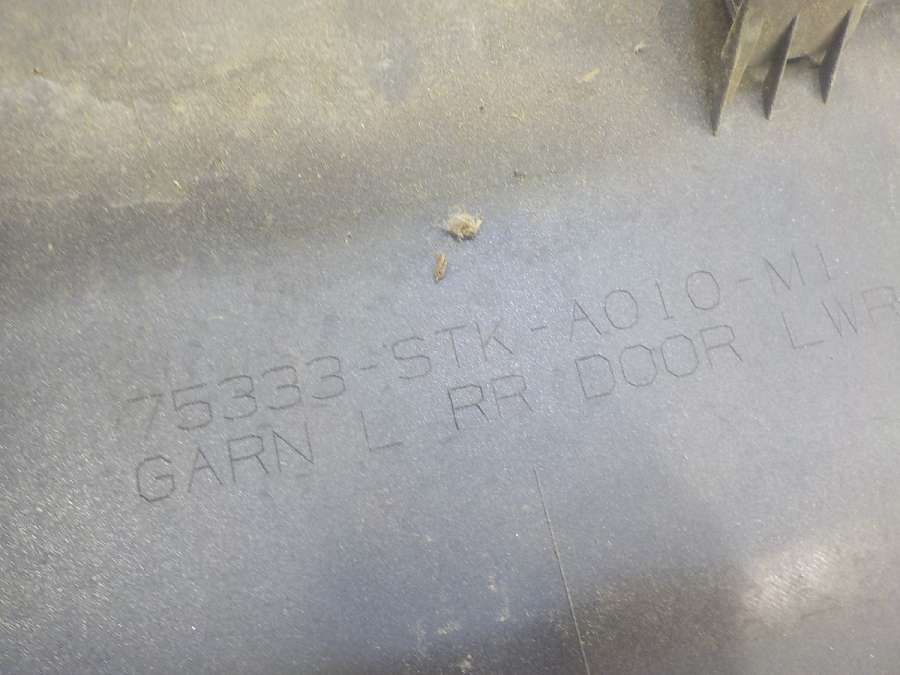 75333-STK-A010-M1
GARN L RR DOOR LWR